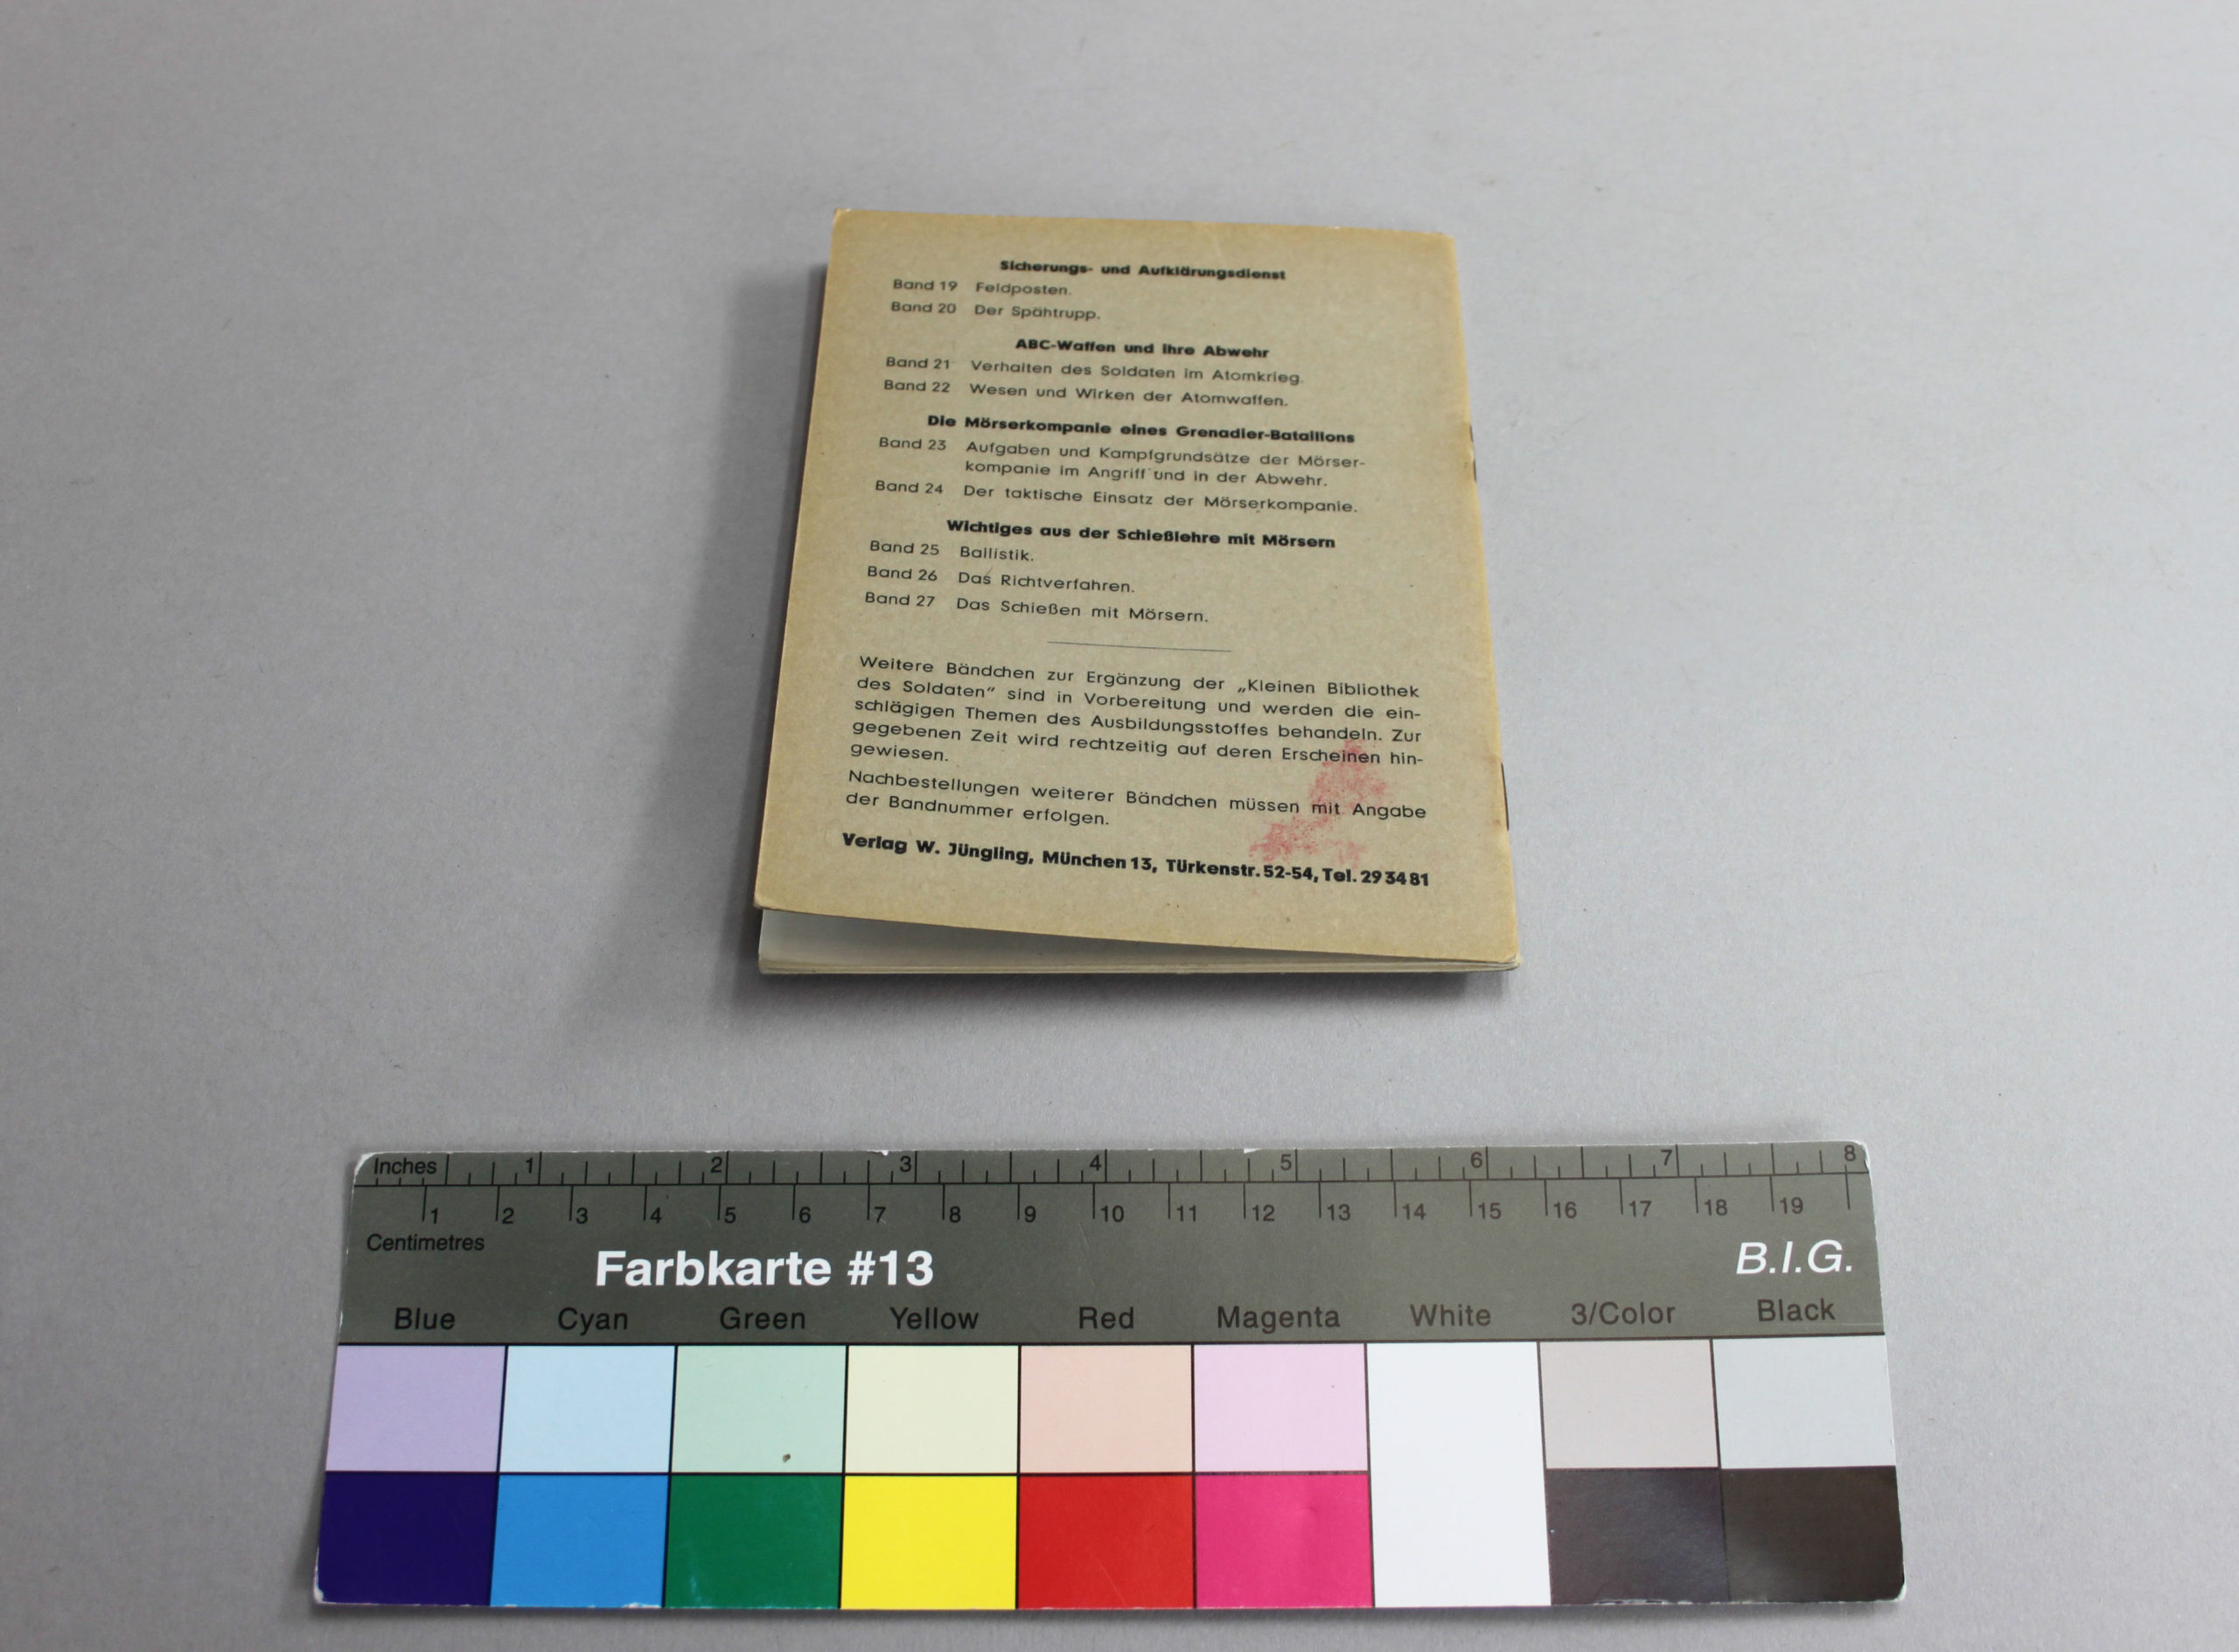 Sicherungs- und Aufklärungsdienst
Band 19 Feldposten.
Band 20 Der Spähtrupp.
ABC-Waffen und ihre Abwehr
Band 21 Verhalten des Soldaten im Atomkrieg.
Band 22 Wesen und Wirken der Atomwaffen.
Die Mörserkompanie eines Grenadier-Bataillons
Band 23 Aufgaben und Kampfgrundsätze der Mörser-
kompanie im Angriff und in der Abwehr.
Band 24 Der taktische Einsatz der Mörserkompanie.
Wichtiges aus der Schießlehre mit Mörsern
Band 25 Ballistik.
Band 26 Das Richtverfahren.
Band 27 Das Schießen mit Mörsern.
Weitere Bändchen zur Ergänzung der „Kleinen Bibliothek
des Soldaten" sind in Vorbereitung und werden die ein-
schlägigen Themen des Ausbildungsstoffes behandeln. Zur
gegebenen Zeit wird rechtzeitig auf deren Erscheinen hin-
gewiesen.
Nachbestellungen weiterer Bändchen müssen mit Angabe
der Bandnummer erfolgen.
Verlag W. Jüngling, München 13, Türkenstr. 52-54, Tel. 29 34 81
Inches 1 2 3 4 5 6 7 8
1 2 3 4 5 6 7 8 9 10 11 12 13 14 15 16 17 18 19
Centimetres
Farbkarte #13 B.I.G.
Blue Cyan Green Yellow Red Magenta White 3/Color Black